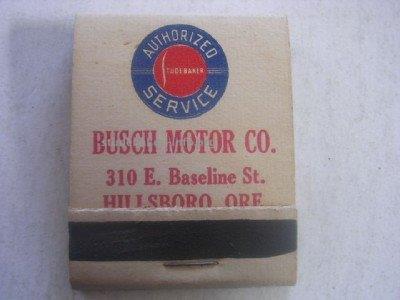 AUTHORIZED
STUDEBAKER
SERVICE
BUSCH MOTOR CO.
310 E. Baseline St.
HILLSBORO, ORE.